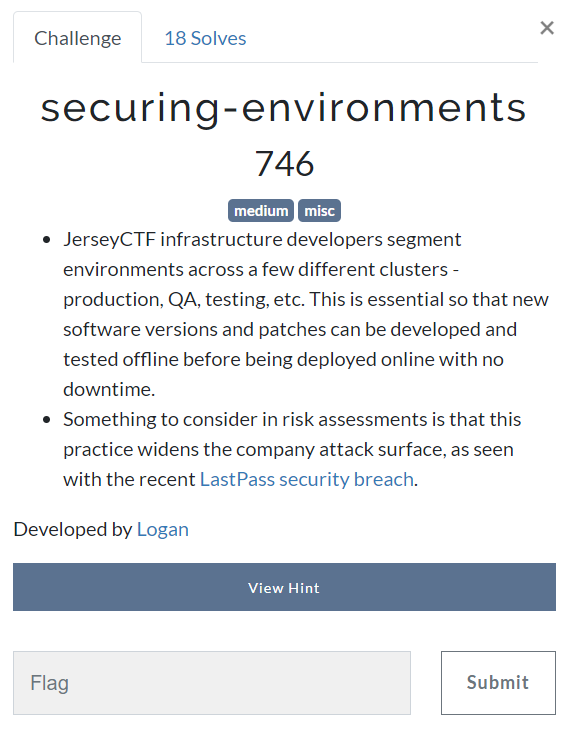 Challenge
18 Solves
×
securing-environments
746
medium misc
• JerseyCTF infrastructure developers segment
environments across a few different clusters -
production, QA, testing, etc. This is essential so that new
software versions and patches can be developed and
tested offline before being deployed online with no
downtime.
• Something to consider in risk assessments is that this
practice widens the company attack surface, as seen
with the recent LastPass security breach.
Developed by Logan
View Hint
Flag
Submit